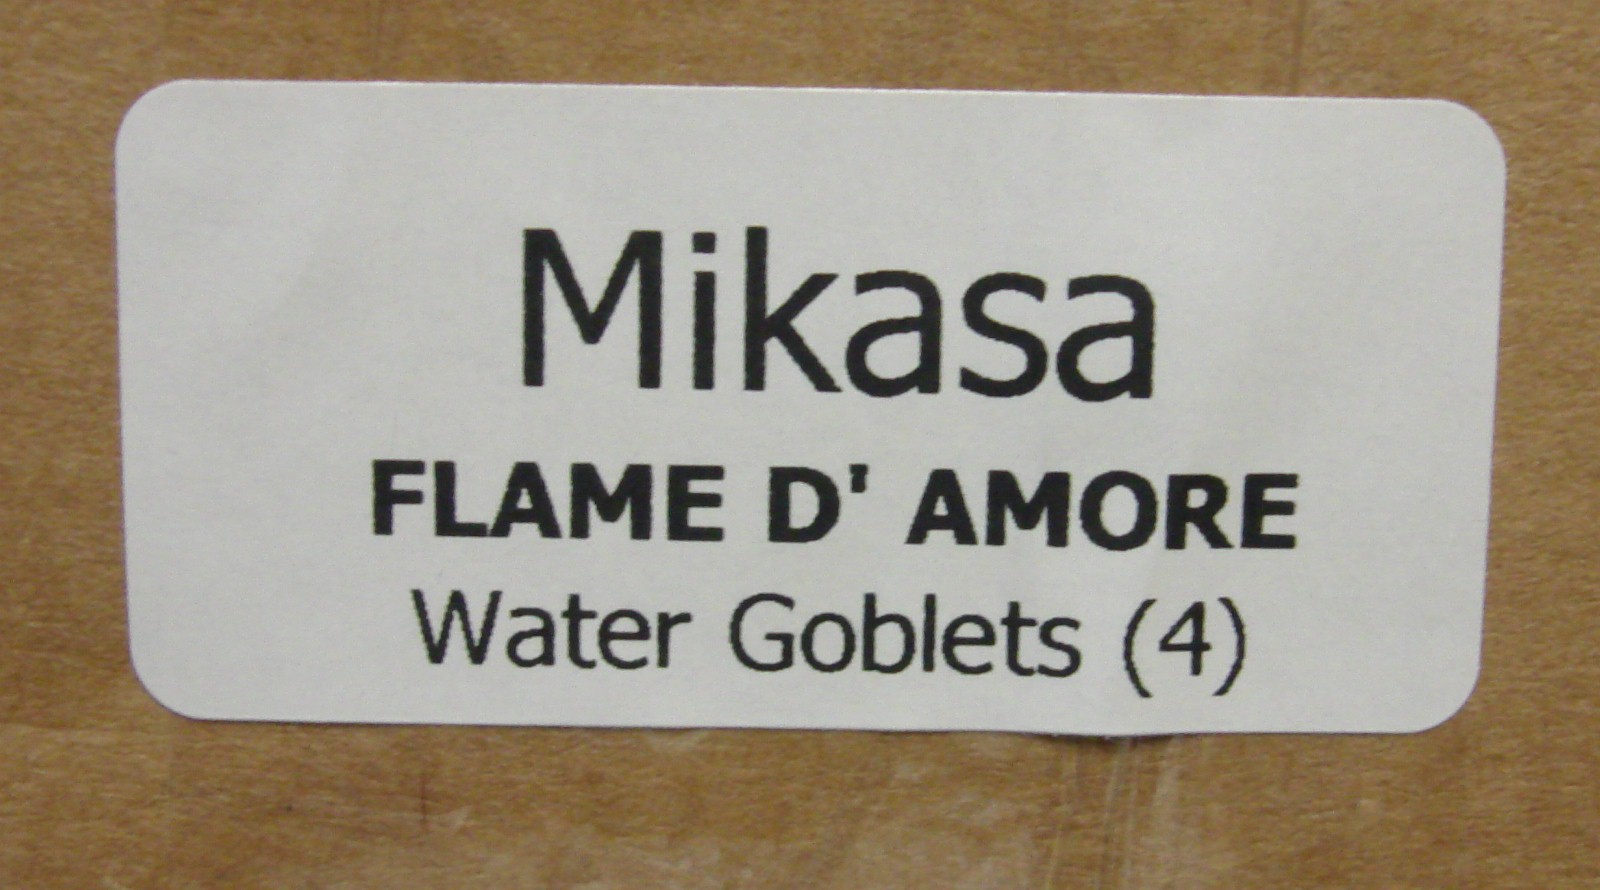 Mikasa
FLAME D' AMORE
Water Goblets (4)